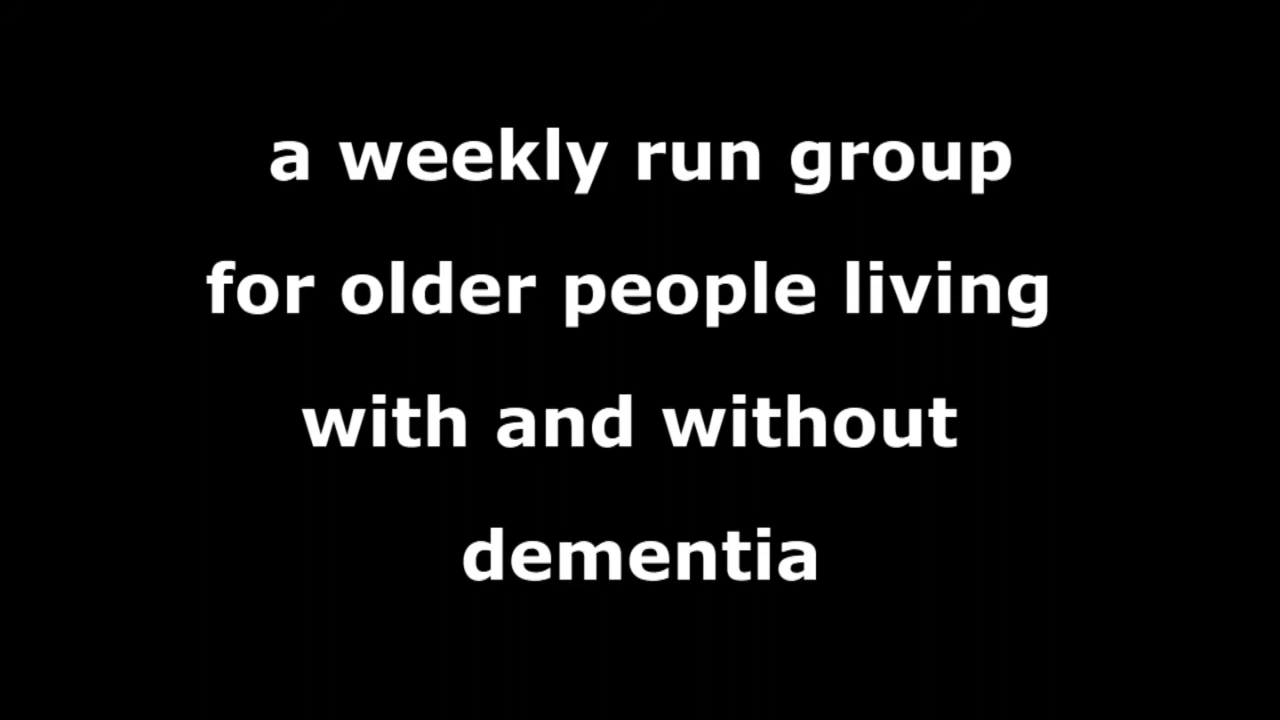 a weekly run group
for older people living
with and without
dementia